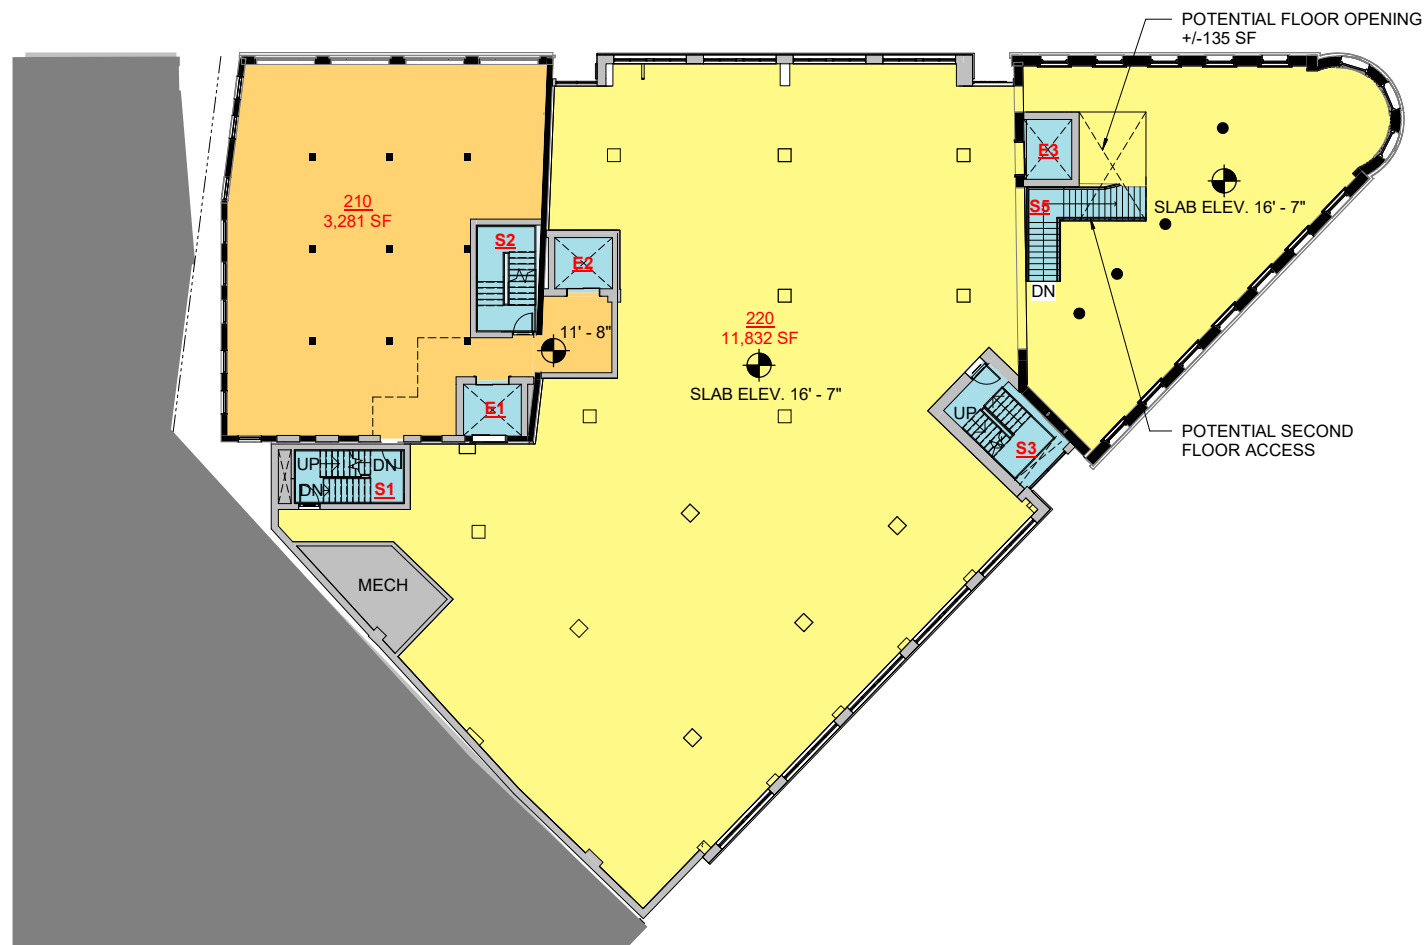 POTENTIAL FLOOR OPENING
+/-135 SF
E3
210
3,281 SF
S5
SLAB ELEV. 16' - 7"
S2
E2
DN
220
11,832 SF
11' - 8"
SLAB ELEV. 16' - 7"
E1
UP
S3
POTENTIAL SECOND
FLOOR ACCESS
UP
DN
DN
S1
MECH